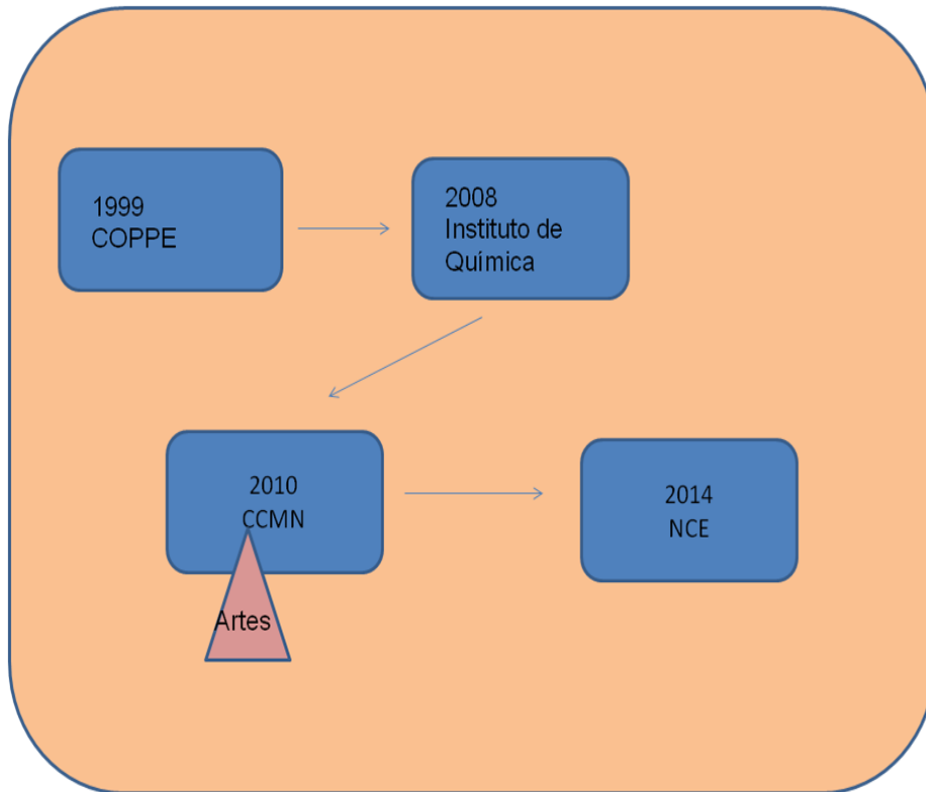 1999
COPPE
2008
Instituto de
Química
2010
CCMN
Artes
2014
NCE